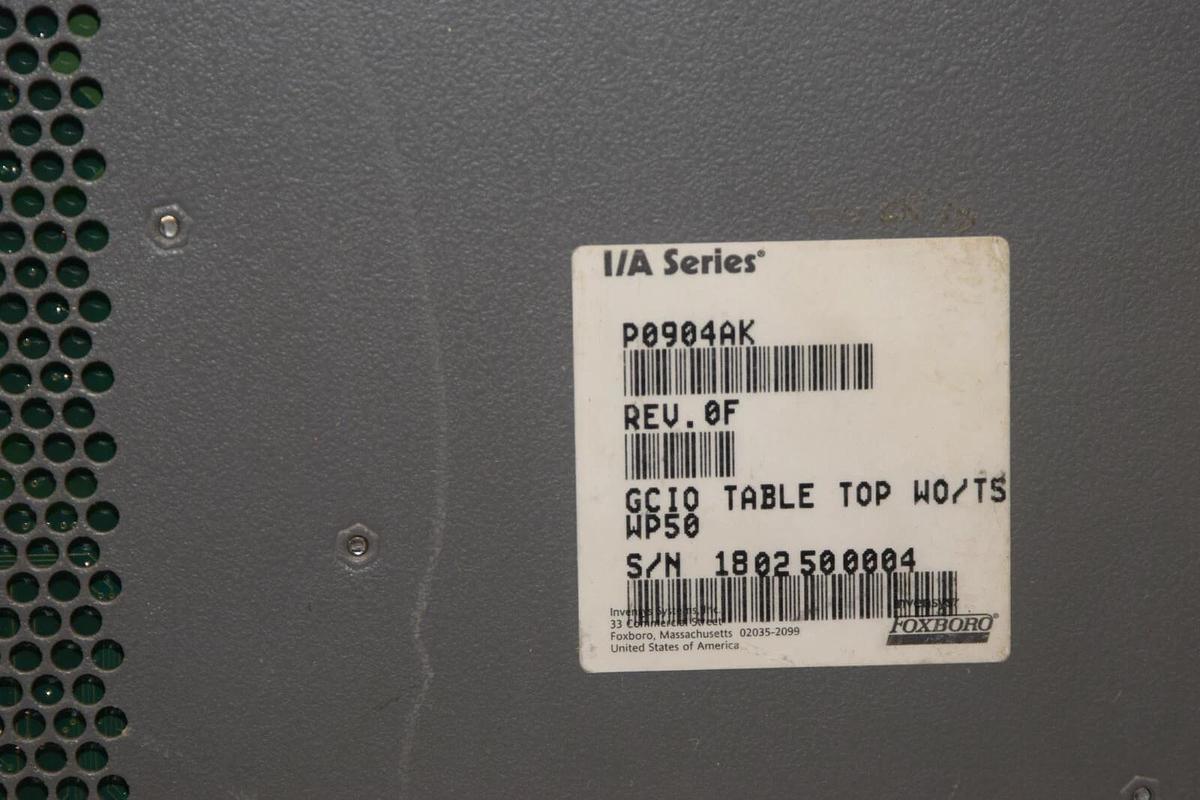 I/A Series®
P0904AK
REV.0F
GCIO TABLE TOP WO/TS
WP50
S/N 1802500004
Invensys Systems, Inc.
33 Commercial Street
Foxboro, Massachusetts 02035-2099
United States of America
invensys
FOXBORO®